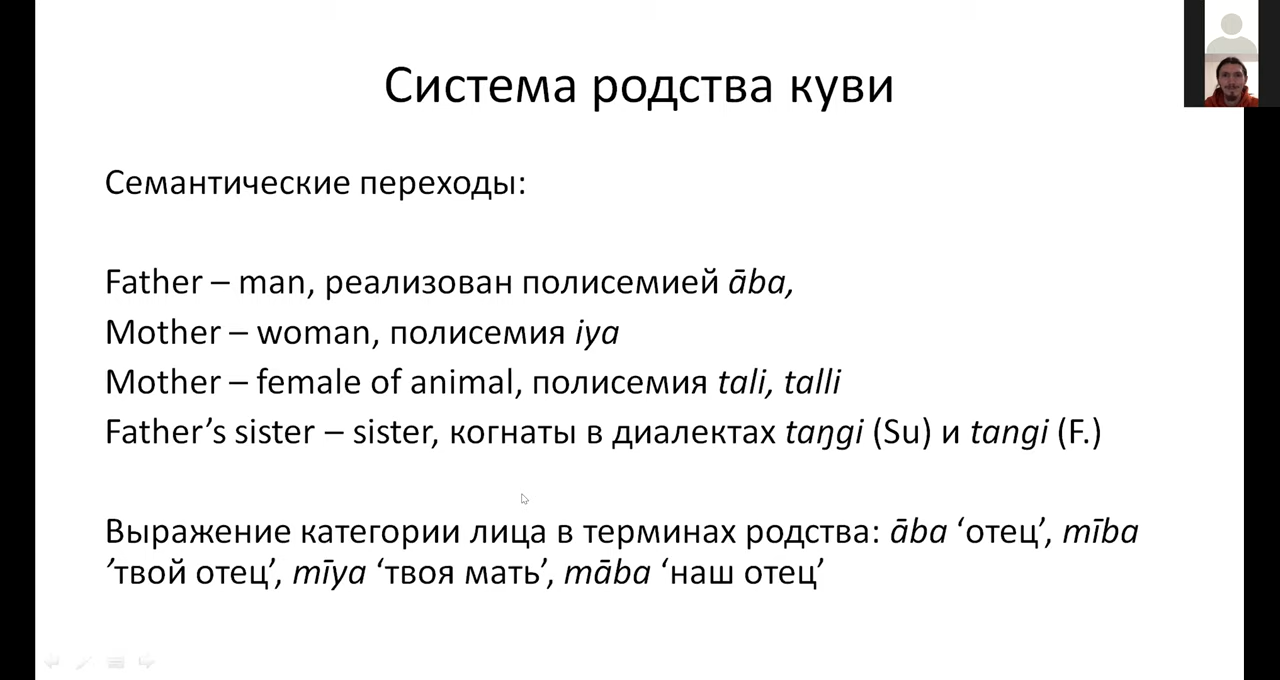 Система родства куви
Семантические переходы:
Father – man, реализован полисемией āba,
Mother – woman, полисемия iya
Mother – female of animal, полисемия tali, talli
Father’s sister – sister, когнаты в диалектах taŋgi (Su) и tangi (F.)
Выражение категории лица в терминах родства: āba ‘отец’, mība
’твой отец’, mīya ‘твоя мать’, māba ‘наш отец’